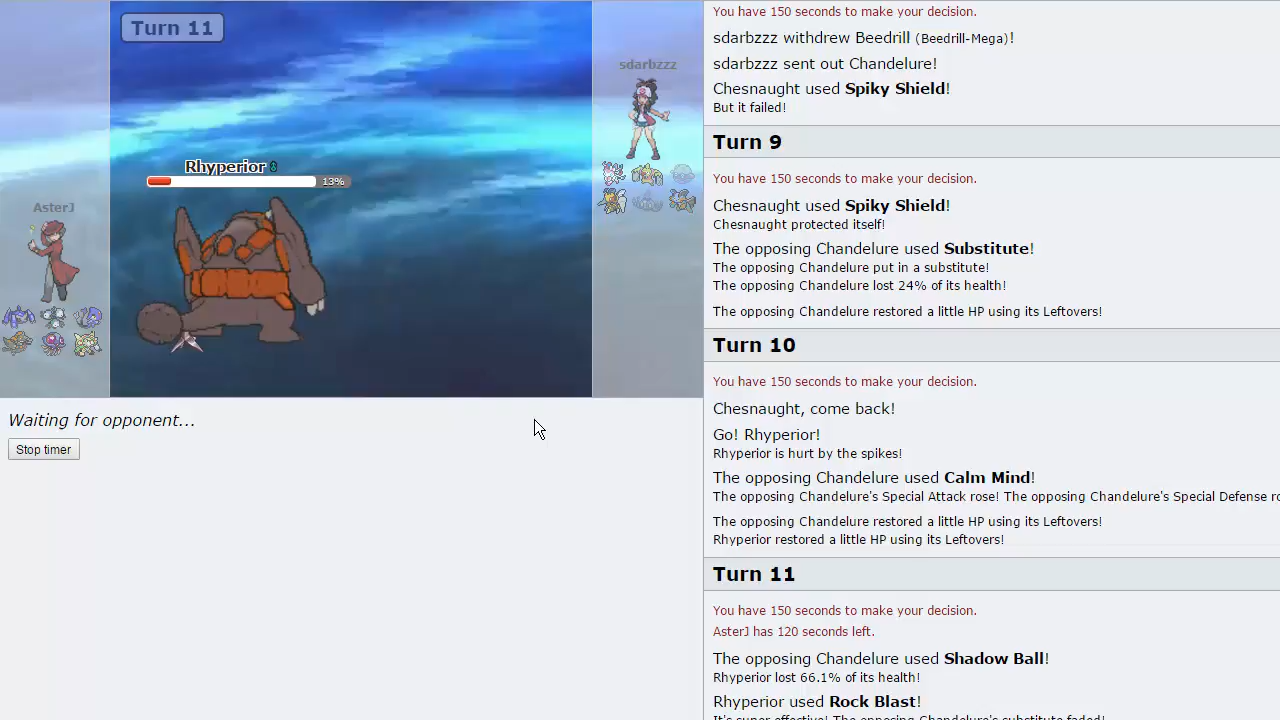 Turn 11
sdarbzzz
Rhyperior
13%
AsterJ
Waiting for opponent...
Stop timer
You have 150 seconds to make your decision.
sdarbzzz withdrew Beedrill (Beedrill-Mega)!
sdarbzzz sent out Chandelure!
Chesnaught used Spiky Shield!
But it failed!
Turn 9
You have 150 seconds to make your decision.
Chesnaught used Spiky Shield!
Chesnaught protected itself!
The opposing Chandelure used Substitute!
The opposing Chandelure put in a substitute!
The opposing Chandelure lost 24% of its health!
The opposing Chandelure restored a little HP using its Leftovers!
Turn 10
You have 150 seconds to make your decision.
Chesnaught, come back!
Go! Rhyperior!
Rhyperior is hurt by the spikes!
The opposing Chandelure used Calm Mind!
The opposing Chandelure's Special Attack rose! The opposing Chandelure's Special Defense ro
The opposing Chandelure restored a little HP using its Leftovers!
Rhyperior restored a little HP using its Leftovers!
Turn 11
You have 150 seconds to make your decision.
AsterJ has 120 seconds left.
The opposing Chandelure used Shadow Ball!
Rhyperior lost 66.1% of its health!
Rhyperior used Rock Blast!
It's super effective! The opposing Chandelure's substitute faded!